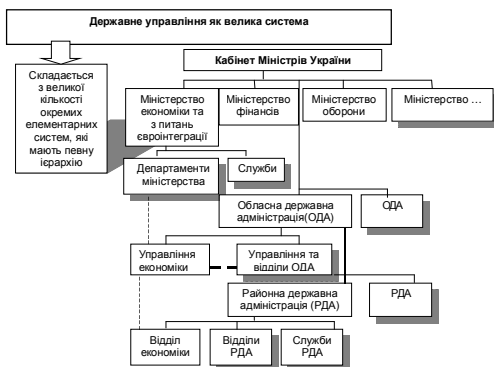 Державне управління як велика система
Кабінет Міністрів України
Складається
з великої
кількості
окремих
елементарних
систем, які
мають певну
ієрархію
Міністерство
економіки та
з питань
євроінтеграції
Міністерство
фінансів
Міністерство
оборони
Міністерство ...
Департаменти
міністерства
Служби
Обласна державна
адміністрація(ОДА)
ОДА
Управління
економіки
Управління та
відділи ОДА
Районна державна
адміністрація (РДА)
РДА
Відділ
економіки
Відділи
РДА
Служби
РДА